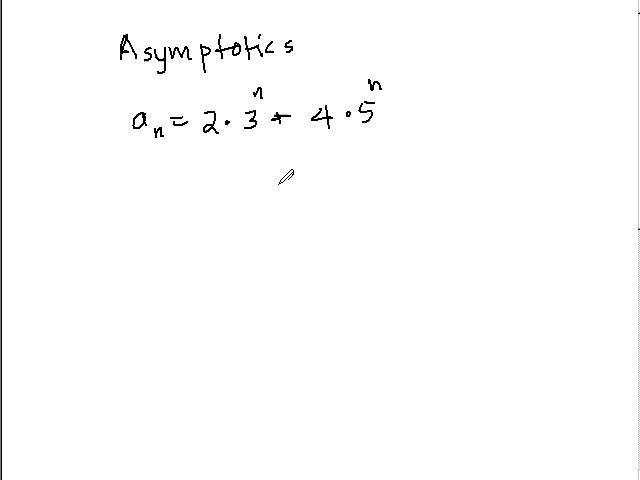 Asymptotics
aₙ = 2 · 3ⁿ + 4 · 5ⁿ